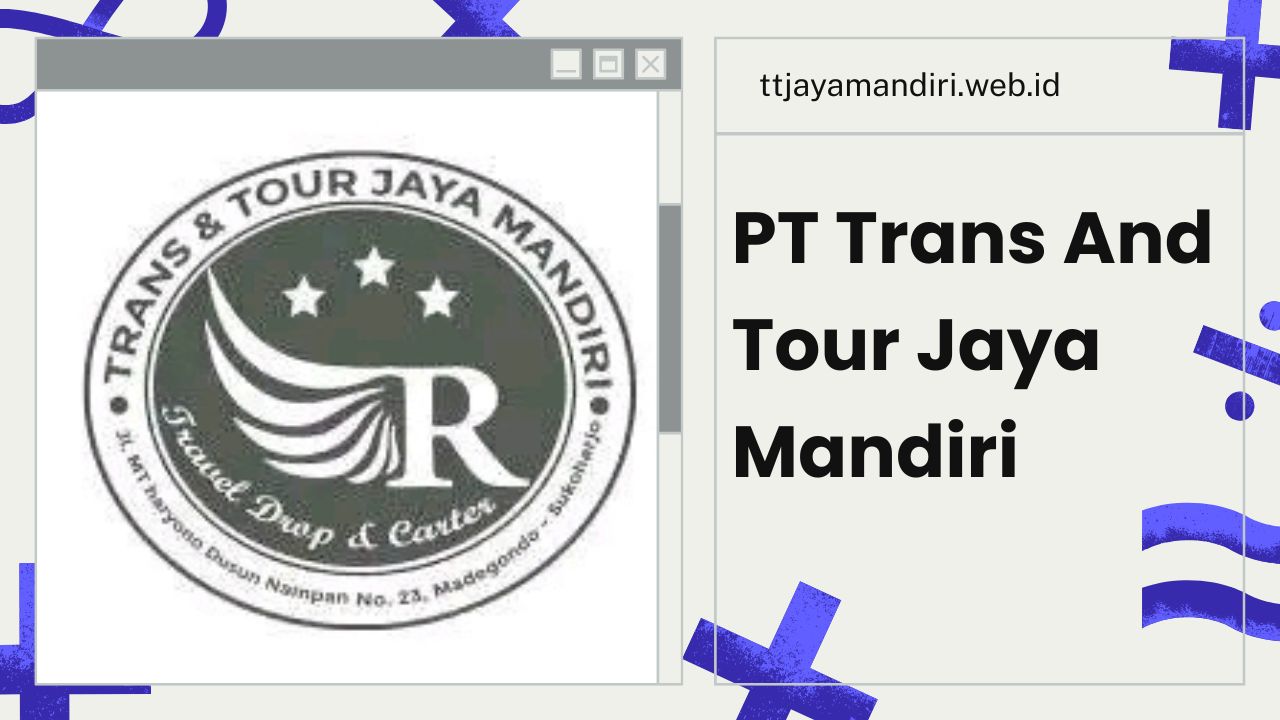 TRANS & TOUR JAYA MANDIRI
R
Travel Drop & Carter
Jl. MT haryono Dusun Nainpan No. 23, Madegondo - Sukoharjo
ttjayamandiri.web.id
PT Trans And
Tour Jaya
Mandiri